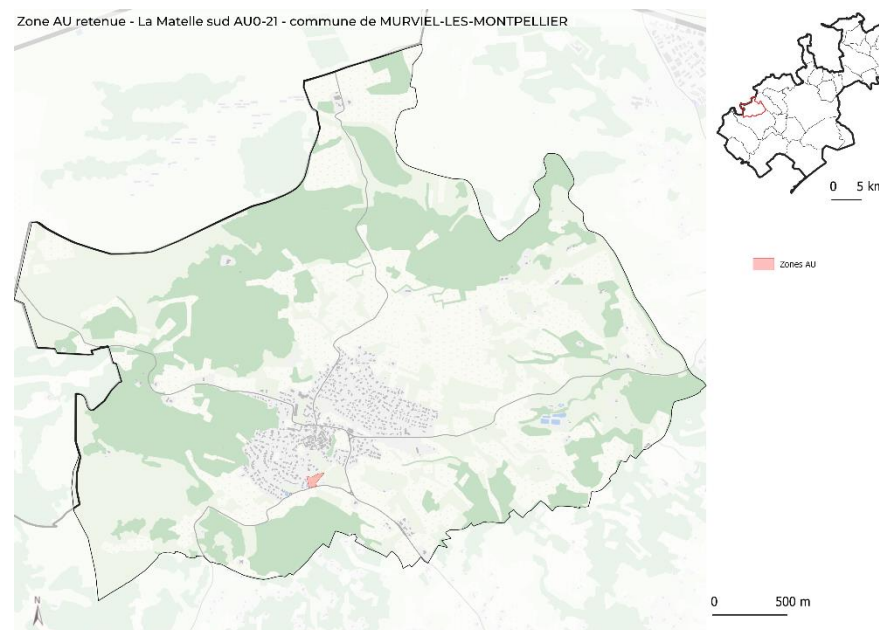 Zone AU retenue - La Matelle sud AU0-21 - commune de MURVIEL-LES-MONTPELLIER
0 5 km
Zones AU
N
0 500 m